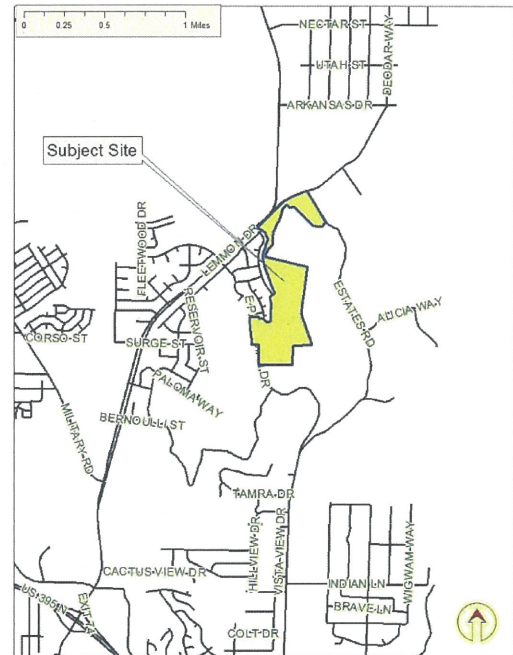 0 0.25 0.5 1 Miles
NECTAR ST
UTAH ST
DEODAR WAY
ARKANSAS DR
Subject Site
FLEETWOOD DR
LEMMON DR
RESERVOIR ST
E P
DR
ESTATES RD
ALICIA WAY
CORSO ST
SURGE ST
PALOMA WAY
MILITARY RD
BERNOULLI ST
TAMRA DR
HILL VIEW DR
VISTA VIEW DR
CACTUS VIEW DR
INDIAN LN
WIGWAM WAY
BRAVE LN
US 395 N
EXIT 74
COLT DR